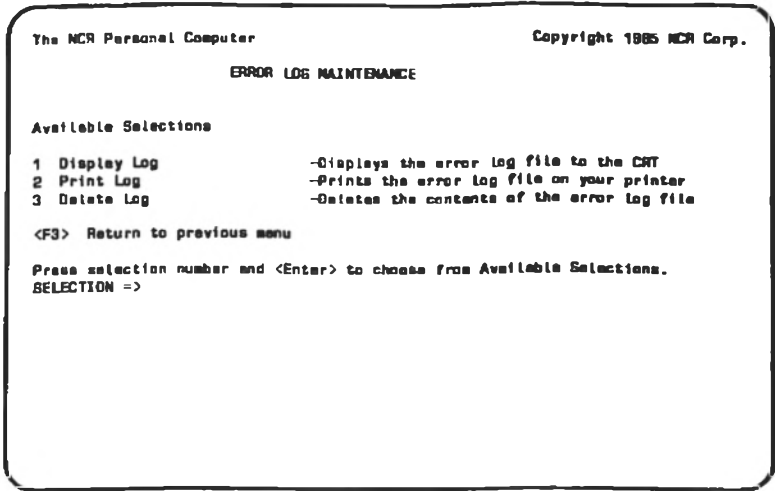 The NCR Personal Computer Copyright 1985 NCR Corp.
ERROR LOG MAINTENANCE
Available Selections
1 Display Log -Displays the error log file to the CRT
2 Print Log -Prints the error log file on your printer
3 Delete Log -Deletes the contents of the error log file
<F3> Return to previous menu
Press selection number and <Enter> to choose from Available Selections.
SELECTION =>